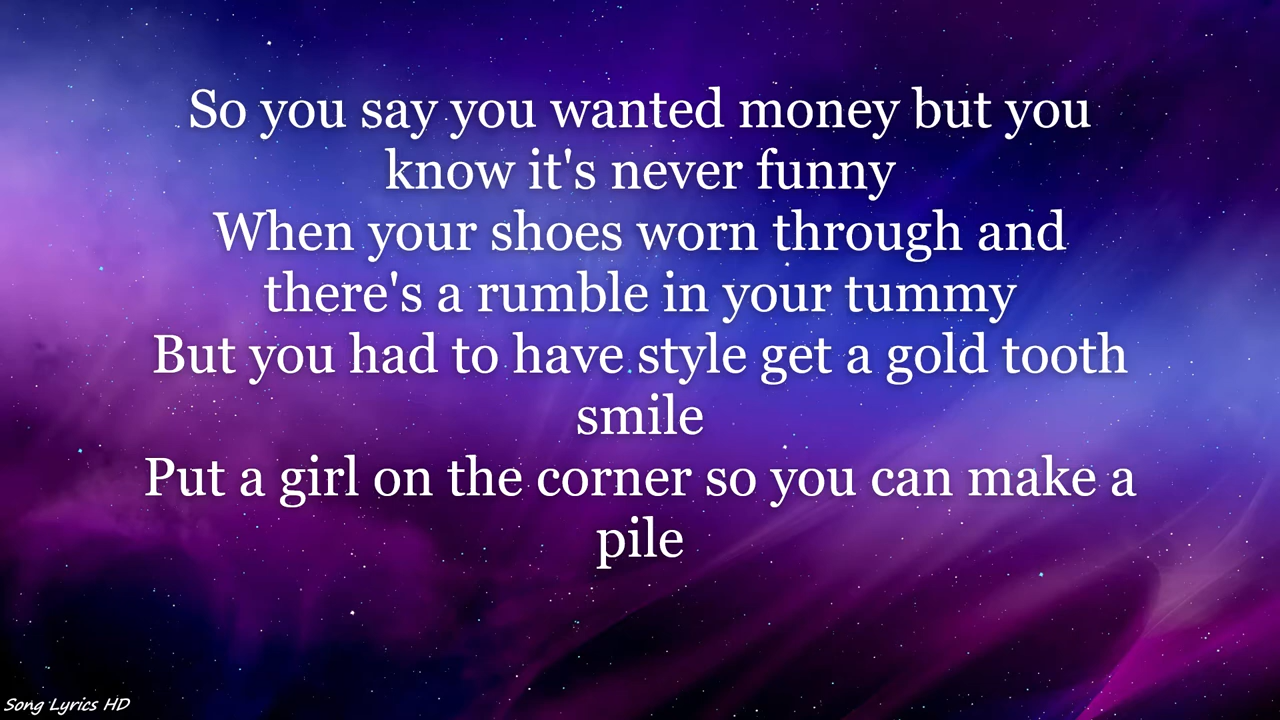 So you say you wanted money but you
know it's never funny
When your shoes worn through and
there's a rumble in your tummy
But you had to have style get a gold tooth
smile
Put a girl on the corner so you can make a
pile
Song Lyrics HD